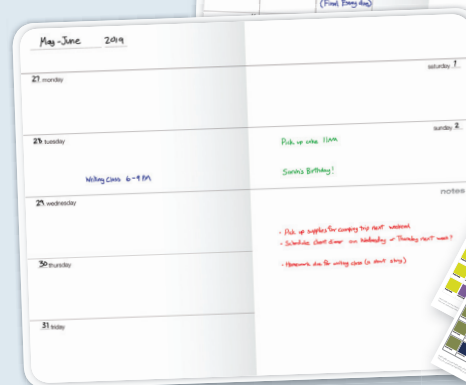 (Final Essay due)
May-June 2019
27 monday
28 tuesday
Writing Class 6-9 PM
29 wednesday
30 thursday
31 friday
saturday 1
sunday 2
Pick up cake 11AM
Sarah's Birthday!
notes
- Pick up supplies for camping trip next weekend
- Schedule client dinner on Wednesday or Thursday next week?
- Homework due for writing class (a short story)